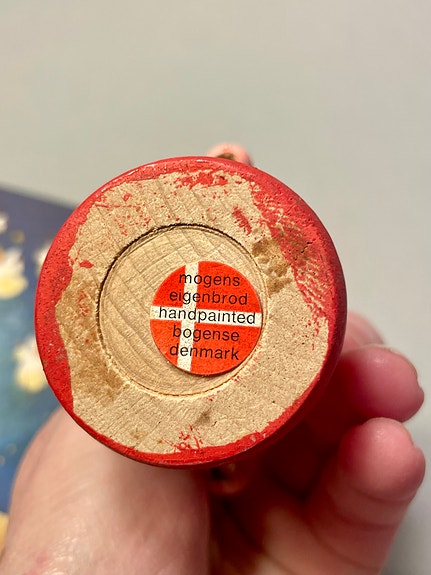 mogens
eigenbrod
handpainted
bogense
denmark